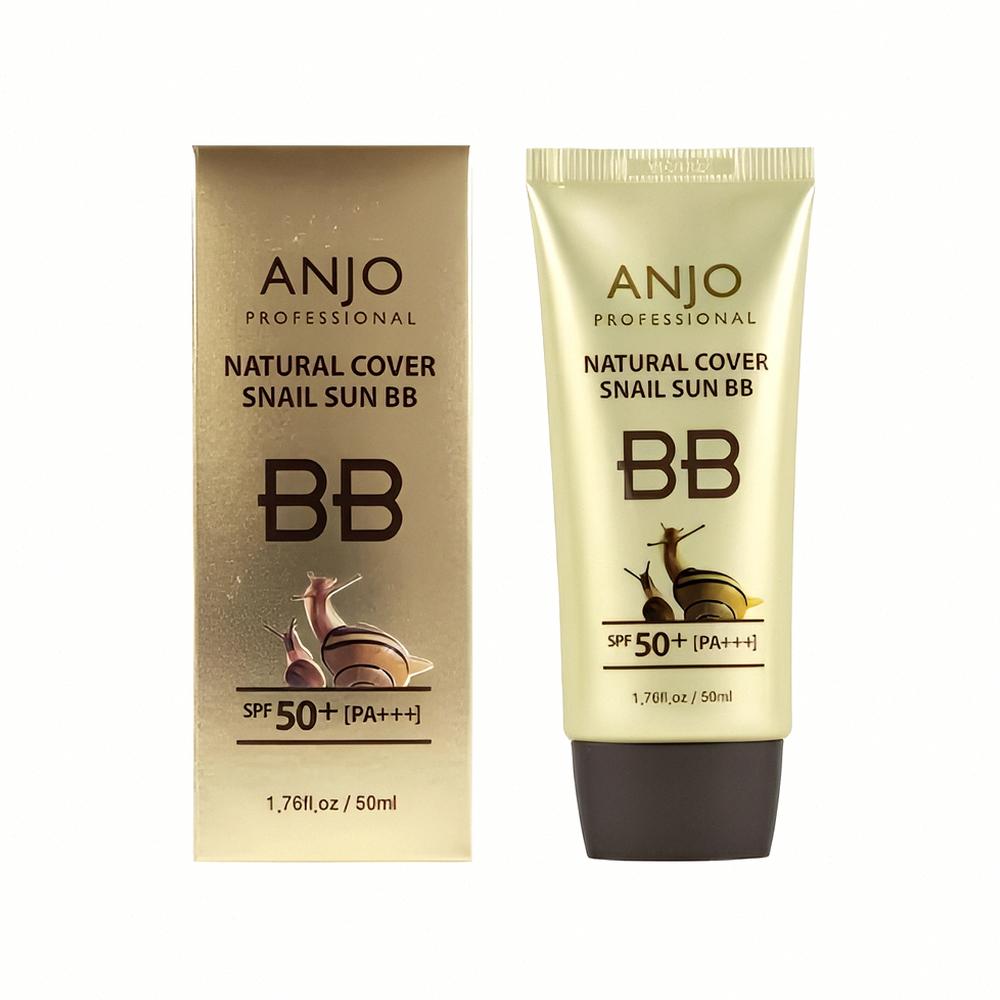 ANJO
PROFESSIONAL
NATURAL COVER
SNAIL SUN BB
BB
SPF 50+ [PA+++]
1.76fl.oz / 50ml
ANJO
PROFESSIONAL
NATURAL COVER
SNAIL SUN BB
BB
SPF 50+ [PA+++]
1.76fl.oz / 50ml